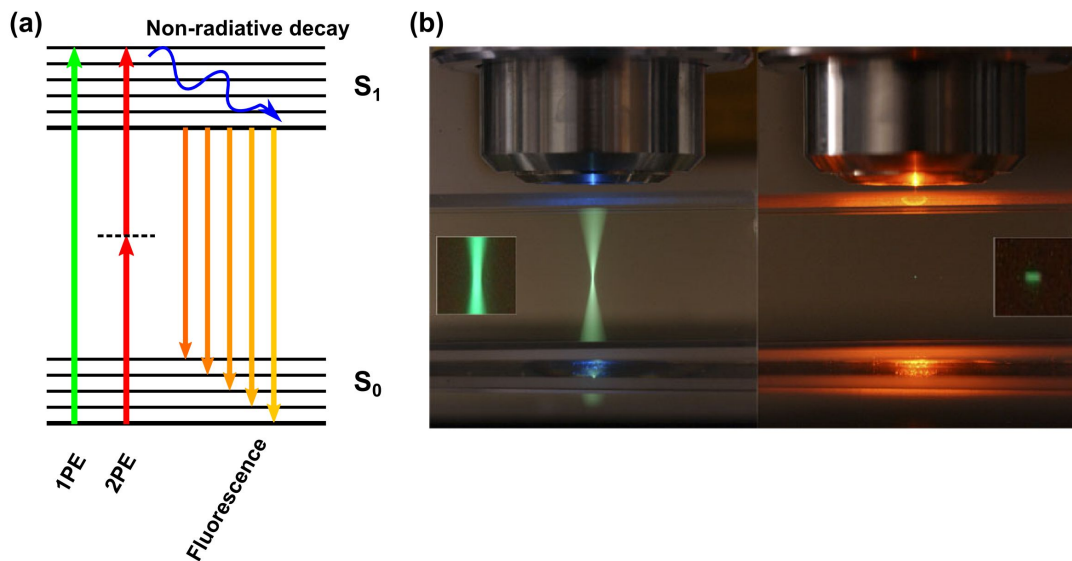 (a)
Non-radiative decay
S₁
S₀
1PE
2PE
Fluorescence
(b)